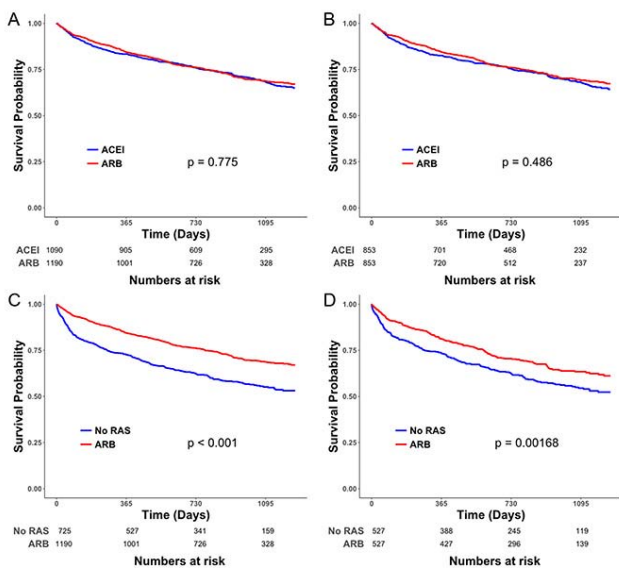 A
Survival Probability
1.00
0.75
0.50
0.25
0.00
ACEI
ARB
p = 0.775
0 365 730 1095
Time (Days)
ACEI 1090 905 609 295
ARB 1190 1001 726 328
Numbers at risk
B
Survival Probability
1.00
0.75
0.50
0.25
0.00
ACEI
ARB
p = 0.486
0 365 730 1095
Time (Days)
ACEI 853 701 468 232
ARB 853 720 512 237
Numbers at risk
C
Survival Probability
1.00
0.75
0.50
0.25
0.00
No RAS
ARB
p < 0.001
0 365 730 1095
Time (Days)
No RAS 725 527 341 159
ARB 1190 1001 726 328
Numbers at risk
D
Survival Probability
1.00
0.75
0.50
0.25
0.00
No RAS
ARB
p = 0.00168
0 365 730 1095
Time (Days)
No RAS 527 388 245 119
ARB 527 427 296 139
Numbers at risk